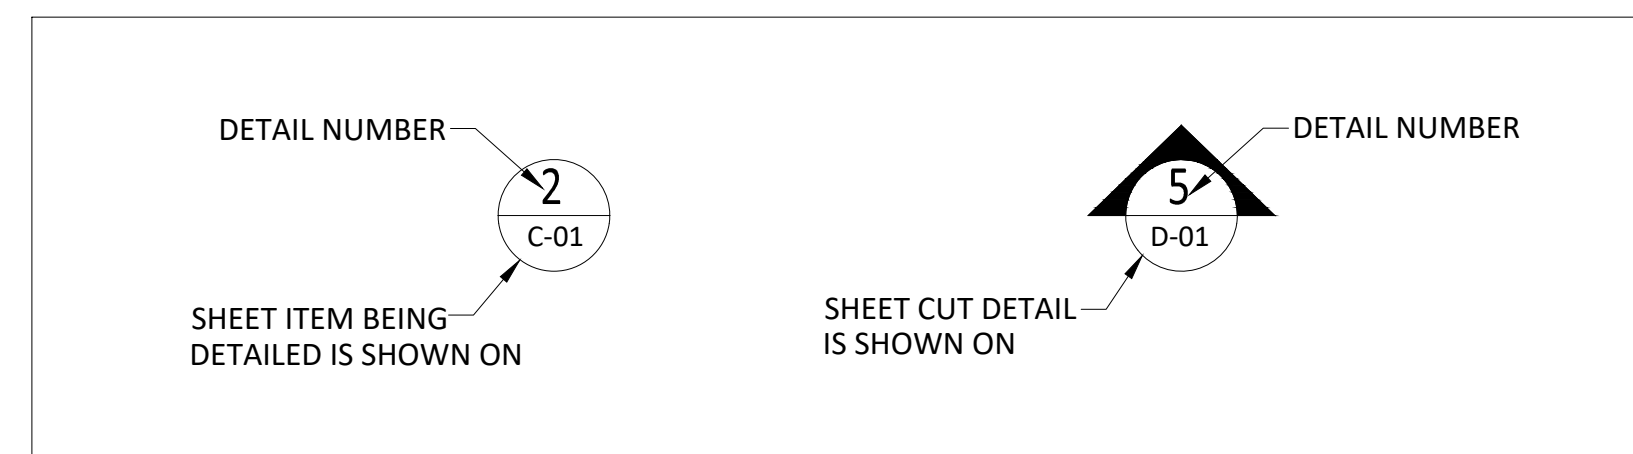 DETAIL NUMBER
2
C-01
SHEET ITEM BEING
DETAILED IS SHOWN ON
DETAIL NUMBER
5
D-01
SHEET CUT DETAIL
IS SHOWN ON